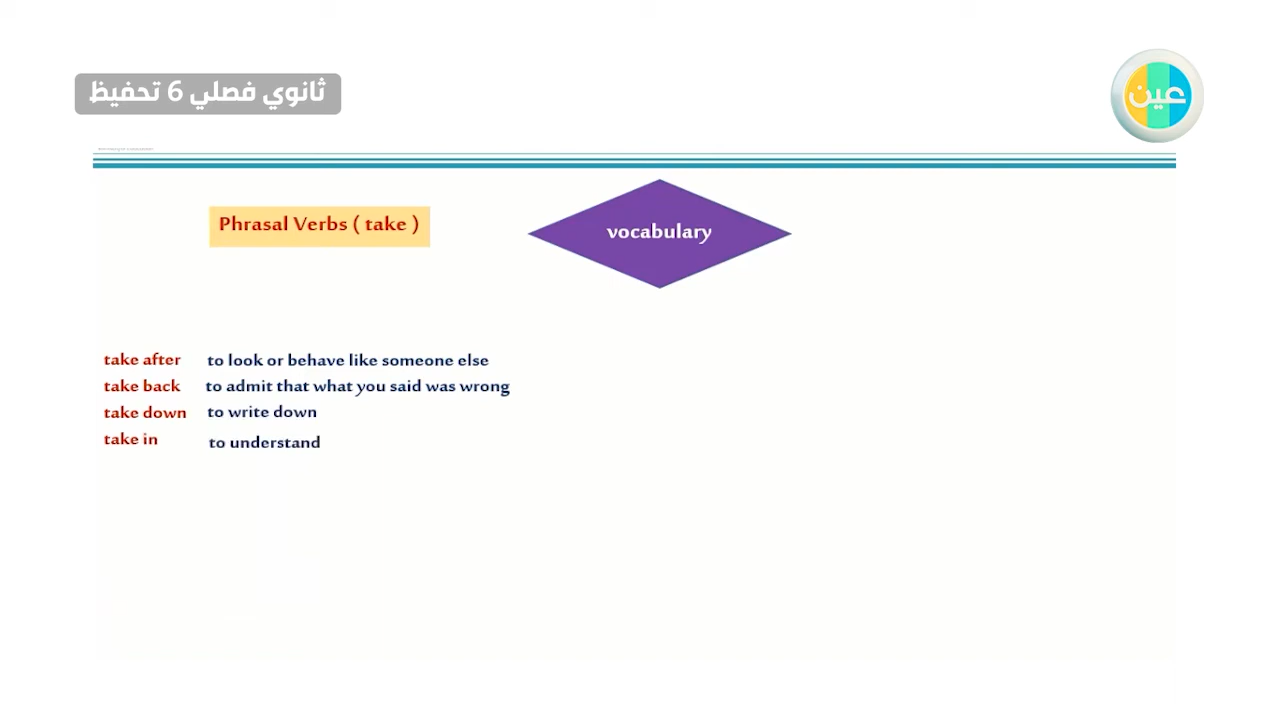 ثانوي فصلي 6 تحفيظ
عين
Phrasal Verbs ( take )
vocabulary
take after to look or behave like someone else
take back to admit that what you said was wrong
take down to write down
take in to understand